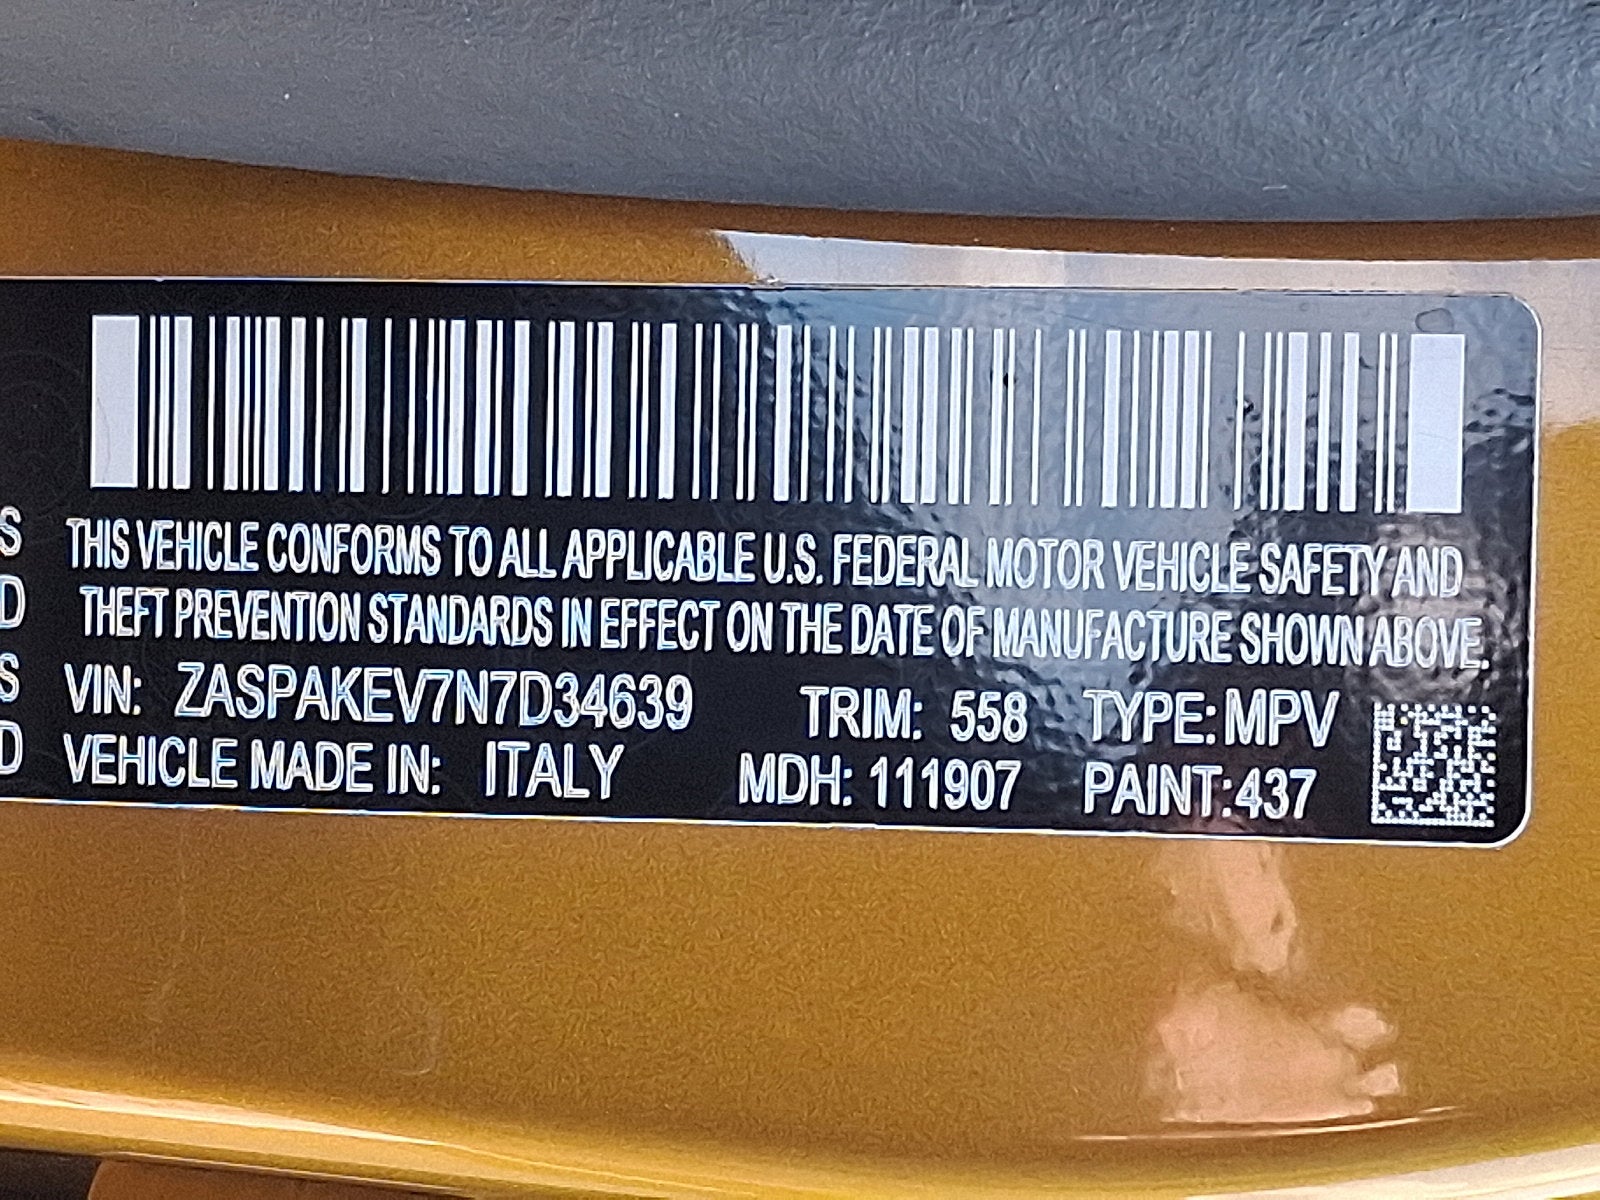 S
THIS VEHICLE CONFORMS TO ALL APPLICABLE U.S. FEDERAL MOTOR VEHICLE SAFETY AND
D
THEFT PREVENTION STANDARDS IN EFFECT ON THE DATE OF MANUFACTURE SHOWN ABOVE.
S
VIN: ZASPAKEV7N7D34639 TRIM: 558 TYPE: MPV
D
VEHICLE MADE IN: ITALY MDH: 111907 PAINT:437